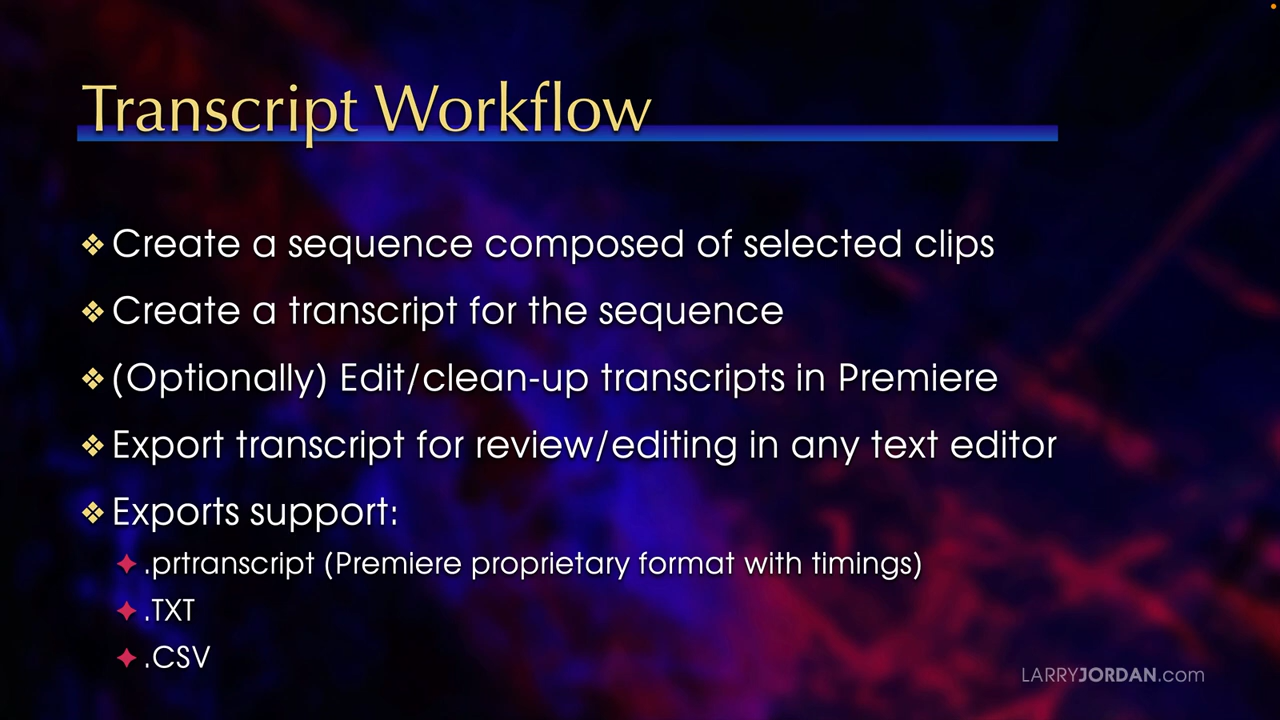 Transcript Workflow
❖ Create a sequence composed of selected clips
❖ Create a transcript for the sequence
❖ (Optionally) Edit/clean-up transcripts in Premiere
❖ Export transcript for review/editing in any text editor
❖ Exports support:
✦ .prtranscript (Premiere proprietary format with timings)
✦ .TXT
✦ .CSV
LARRYJORDAN.com